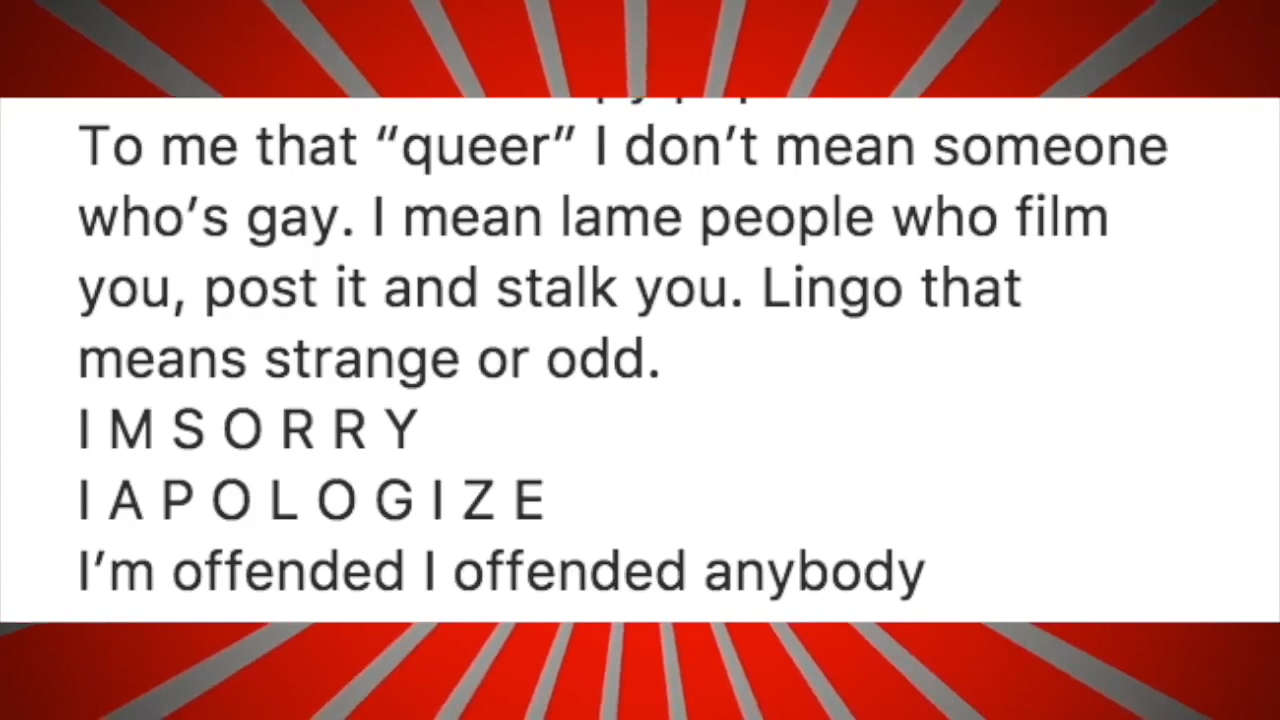 To me that “queer” I don’t mean someone
who’s gay. I mean lame people who film
you, post it and stalk you. Lingo that
means strange or odd.
I M S O R R Y
I A P O L O G I Z E
I’m offended I offended anybody